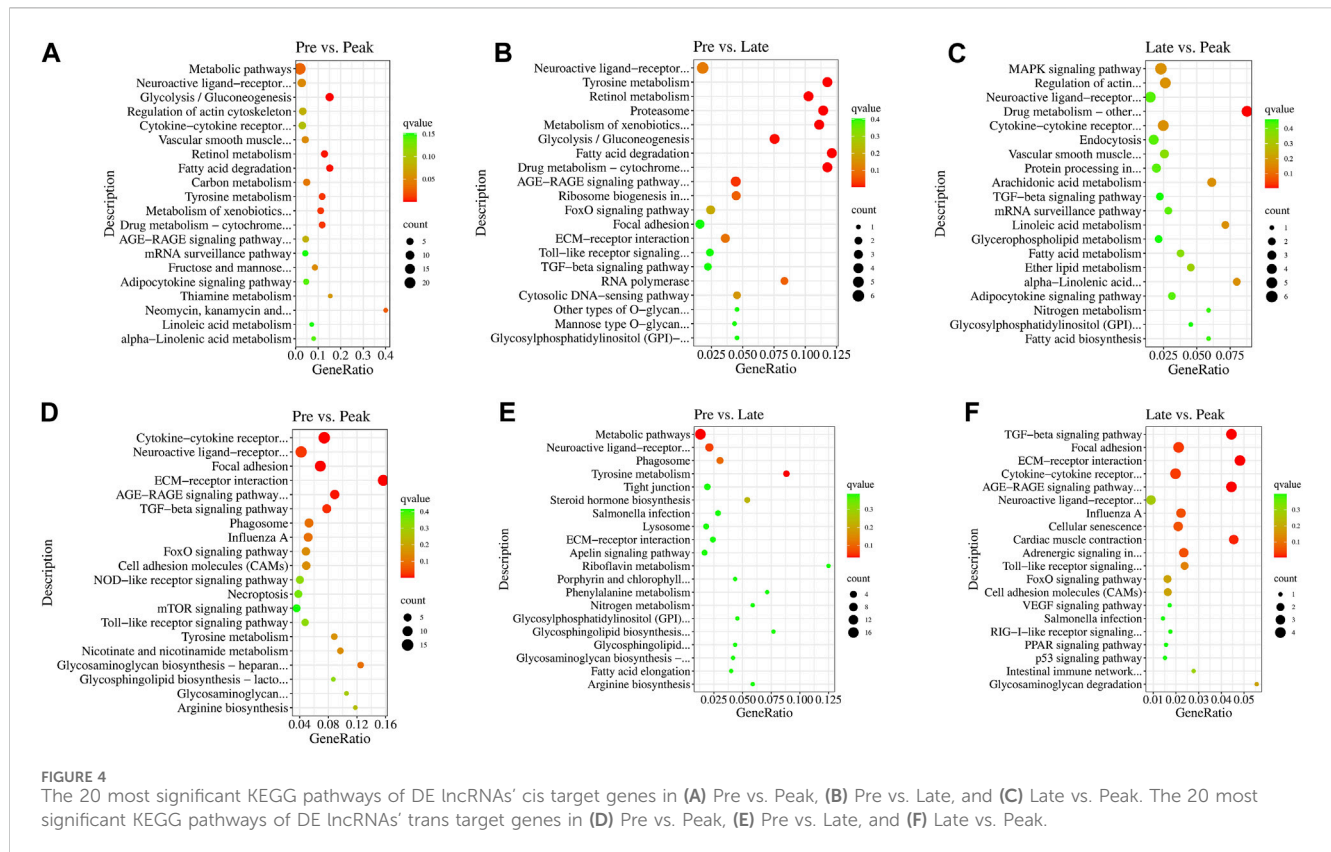 A
Pre vs. Peak
Description
Metabolic pathways
Neuroactive ligand−receptor...
Glycolysis / Gluconeogenesis
Regulation of actin cytoskeleton
Cytokine−cytokine receptor...
Vascular smooth muscle...
Retinol metabolism
Fatty acid degradation
Carbon metabolism
Tyrosine metabolism
Metabolism of xenobiotics...
Drug metabolism − cytochrome...
AGE−RAGE signaling pathway...
mRNA surveillance pathway
Fructose and mannose...
Adipocytokine signaling pathway
Thiamine metabolism
Neomycin, kanamycin and...
Linoleic acid metabolism
alpha−Linolenic acid metabolism
0.0 0.1 0.2 0.3 0.4
GeneRatio
qvalue
0.15
0.10
0.05
count
5
10
15
20
B
Pre vs. Late
Description
Neuroactive ligand−receptor...
Tyrosine metabolism
Retinol metabolism
Proteasome
Metabolism of xenobiotics...
Glycolysis / Gluconeogenesis
Fatty acid degradation
Drug metabolism − cytochrome...
AGE−RAGE signaling pathway...
Ribosome biogenesis in...
FoxO signaling pathway
Focal adhesion
ECM−receptor interaction
Toll−like receptor signaling...
TGF−beta signaling pathway
RNA polymerase
Cytosolic DNA−sensing pathway
Other types of O−glycan...
Mannose type O−glycan...
Glycosylphosphatidylinositol (GPI)−...
0.025 0.050 0.075 0.100 0.125
GeneRatio
qvalue
0.4
0.3
0.2
0.1
count
1
2
3
4
5
6
C
Late vs. Peak
Description
MAPK signaling pathway
Regulation of actin...
Neuroactive ligand−receptor...
Drug metabolism − other...
Cytokine−cytokine receptor...
Endocytosis
Vascular smooth muscle...
Protein processing in...
Arachidonic acid metabolism
TGF−beta signaling pathway
mRNA surveillance pathway
Linoleic acid metabolism
Glycerophospholipid metabolism
Fatty acid metabolism
Ether lipid metabolism
alpha−Linolenic acid...
Adipocytokine signaling pathway
Nitrogen metabolism
Glycosylphosphatidylinositol (GPI)...
Fatty acid biosynthesis
0.025 0.050 0.075
GeneRatio
qvalue
0.4
0.3
0.2
0.1
count
1
2
3
4
5
6
D
Pre vs. Peak
Description
Cytokine−cytokine receptor...
Neuroactive ligand−receptor...
Focal adhesion
ECM−receptor interaction
AGE−RAGE signaling pathway...
TGF−beta signaling pathway
Phagosome
Influenza A
FoxO signaling pathway
Cell adhesion molecules (CAMs)
NOD−like receptor signaling pathway
Necroptosis
mTOR signaling pathway
Toll−like receptor signaling pathway
Tyrosine metabolism
Nicotinate and nicotinamide metabolism
Glycosaminoglycan biosynthesis − heparan...
Glycosphingolipid biosynthesis − lacto...
Glycosaminoglycan...
Arginine biosynthesis
0.04 0.08 0.12 0.16
GeneRatio
qvalue
0.4
0.3
0.2
0.1
count
5
10
15
E
Pre vs. Late
Description
Metabolic pathways
Neuroactive ligand−receptor...
Phagosome
Tyrosine metabolism
Tight junction
Steroid hormone biosynthesis
Salmonella infection
Lysosome
ECM−receptor interaction
Apelin signaling pathway
Riboflavin metabolism
Porphyrin and chlorophyll...
Phenylalanine metabolism
Nitrogen metabolism
Glycosylphosphatidylinositol (GPI)...
Glycosphingolipid biosynthesis...
Glycosphingolipid...
Glycosaminoglycan biosynthesis −...
Fatty acid elongation
Arginine biosynthesis
0.025 0.050 0.075 0.100 0.125
GeneRatio
qvalue
0.3
0.2
0.1
count
4
8
12
16
F
Late vs. Peak
Description
TGF−beta signaling pathway
Focal adhesion
ECM−receptor interaction
Cytokine−cytokine receptor...
AGE−RAGE signaling pathway...
Neuroactive ligand−receptor...
Influenza A
Cellular senescence
Cardiac muscle contraction
Adrenergic signaling in...
Toll−like receptor signaling...
FoxO signaling pathway
Cell adhesion molecules (CAMs)
VEGF signaling pathway
Salmonella infection
RIG−I−like receptor signaling...
PPAR signaling pathway
p53 signaling pathway
Intestinal immune network...
Glycosaminoglycan degradation
0.01 0.02 0.03 0.04 0.05
GeneRatio
qvalue
0.4
0.3
0.2
0.1
count
1
2
3
4
FIGURE 4
The 20 most significant KEGG pathways of DE lncRNAs’ cis target genes in (A) Pre vs. Peak, (B) Pre vs. Late, and (C) Late vs. Peak. The 20 most
significant KEGG pathways of DE lncRNAs’ trans target genes in (D) Pre vs. Peak, (E) Pre vs. Late, and (F) Late vs. Peak.